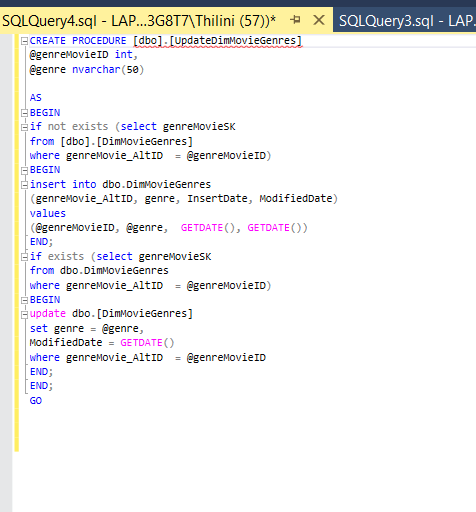 SQLQuery4.sql - LAP...3G8T7\Thilini (57))* SQLQuery3.sql - LAP
CREATE PROCEDURE [dbo].[UpdateDimMovieGenres]
@genreMovieID int,
@genre nvarchar(50)
AS
BEGIN
if not exists (select genreMovieSK
from [dbo].[DimMovieGenres]
where genreMovie_AltID = @genreMovieID)
BEGIN
insert into dbo.DimMovieGenres
(genreMovie_AltID, genre, InsertDate, ModifiedDate)
values
(@genreMovieID, @genre, GETDATE(), GETDATE())
END;
if exists (select genreMovieSK
from dbo.DimMovieGenres
where genreMovie_AltID = @genreMovieID)
BEGIN
update dbo.[DimMovieGenres]
set genre = @genre,
ModifiedDate = GETDATE()
where genreMovie_AltID = @genreMovieID
END;
END;
GO